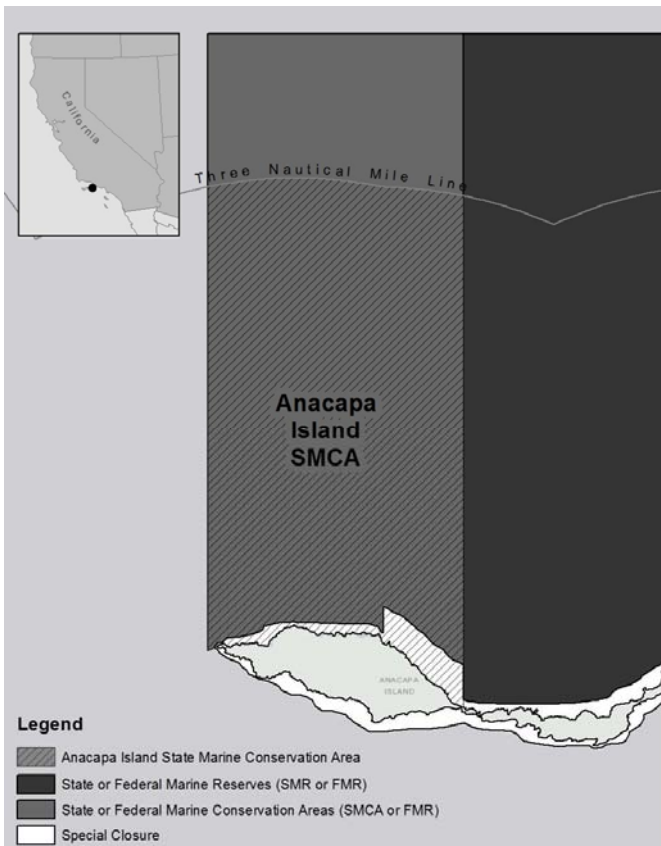 California
Three Nautical Mile Line
Anacapa
Island
SMCA
ANACAPA
ISLAND
Legend
Anacapa Island State Marine Conservation Area
State or Federal Marine Reserves (SMR or FMR)
State or Federal Marine Conservation Areas (SMCA or FMR)
Special Closure